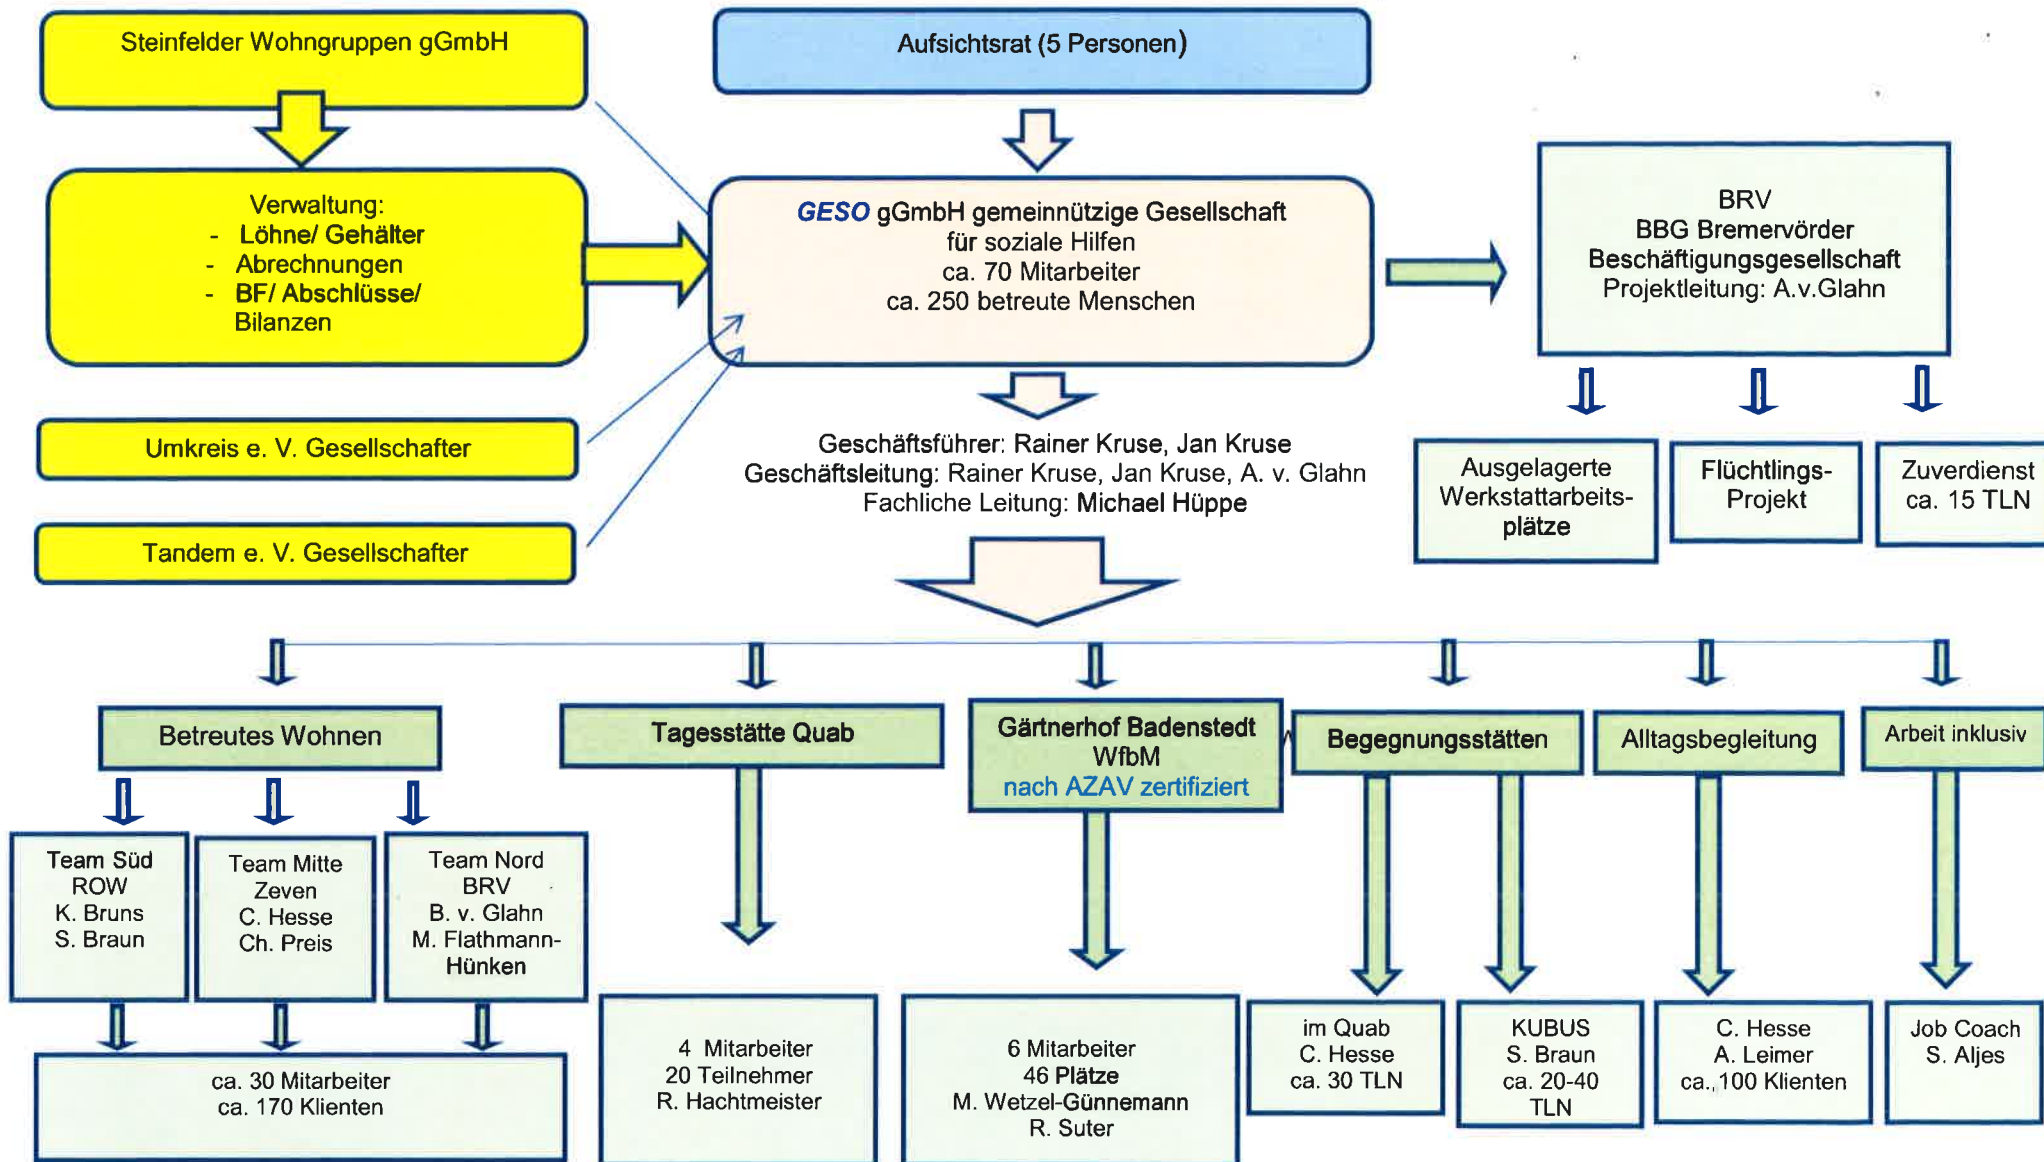 Steinfelder Wohngruppen gGmbH
Aufsichtsrat (5 Personen)
Verwaltung:
- Löhne/ Gehälter
- Abrechnungen
- BF/ Abschlüsse/
Bilanzen
GESO gGmbH gemeinnützige Gesellschaft
für soziale Hilfen
ca. 70 Mitarbeiter
ca. 250 betreute Menschen
BRV
BBG Bremervörder
Beschäftigungsgesellschaft
Projektleitung: A.v.Glahn
Umkreis e. V. Gesellschafter
Tandem e. V. Gesellschafter
Geschäftsführer: Rainer Kruse, Jan Kruse
Geschäftsleitung: Rainer Kruse, Jan Kruse, A. v. Glahn
Fachliche Leitung: Michael Hüppe
Ausgelagerte
Werkstattarbeits-
plätze
Flüchtlings-
Projekt
Zuverdienst
ca. 15 TLN
Betreutes Wohnen
Tagesstätte Quab
Gärtnerhof Badenstedt
WfbM
nach AZAV zertifiziert
Begegnungsstätten
Alltagsbegleitung
Arbeit inklusiv
Team Süd
ROW
K. Bruns
S. Braun
Team Mitte
Zeven
C. Hesse
Ch. Preis
Team Nord
BRV
B. v. Glahn
M. Flathmann-
Hünken
ca. 30 Mitarbeiter
ca. 170 Klienten
4 Mitarbeiter
20 Teilnehmer
R. Hachtmeister
6 Mitarbeiter
46 Plätze
M. Wetzel-Günnemann
R. Suter
im Quab
C. Hesse
ca. 30 TLN
KUBUS
S. Braun
ca. 20-40
TLN
C. Hesse
A. Leimer
ca. 100 Klienten
Job Coach
S. Aljes